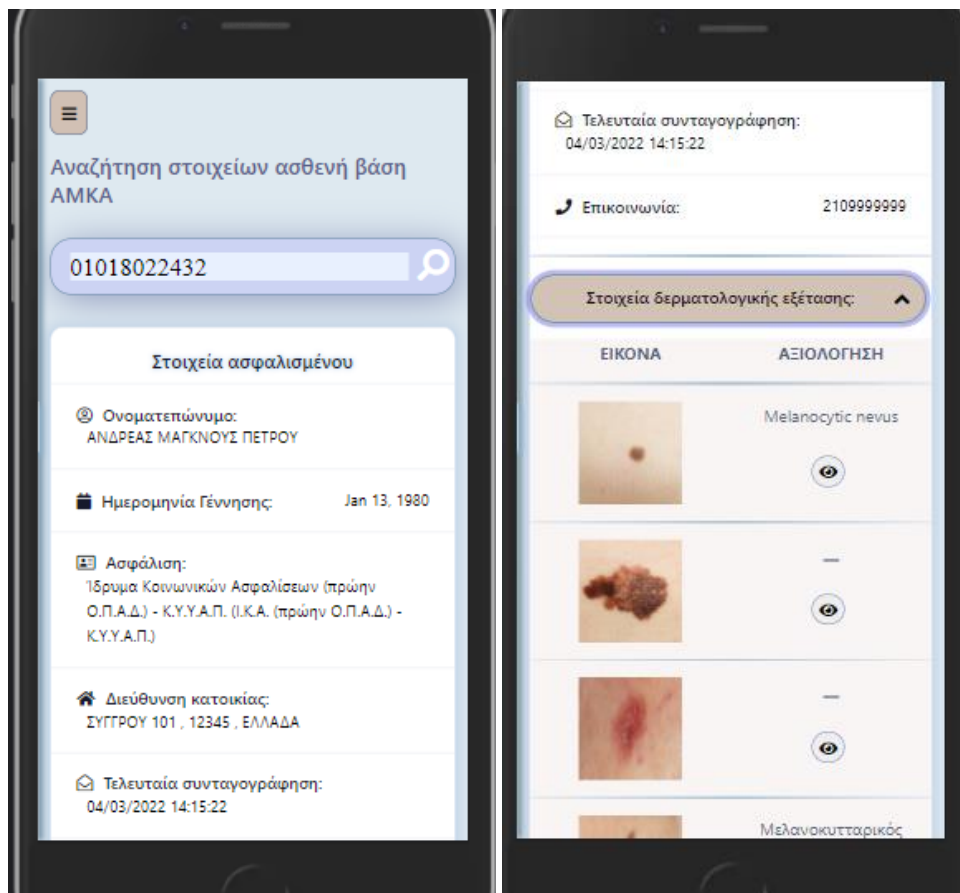 Αναζήτηση στοιχείων ασθενή βάση
ΑΜΚΑ
01018022432
Στοιχεία ασφαλισμένου
Ονοματεπώνυμο:
ΑΝΔΡΕΑΣ ΜΑΓΚΝΟΥΣ ΠΕΤΡΟΥ
Ημερομηνία Γέννησης: Jan 13, 1980
Ασφάλιση:
Ίδρυμα Κοινωνικών Ασφαλίσεων (πρώην
Ο.Π.Α.Δ.) - Κ.Υ.Υ.Α.Π. (Ι.Κ.Α. (πρώην Ο.Π.Α.Δ.) -
Κ.Υ.Υ.Α.Π.)
Διεύθυνση κατοικίας:
ΣΥΓΓΡΟΥ 101 , 12345 , ΕΛΛΑΔΑ
Τελευταία συνταγογράφηση:
04/03/2022 14:15:22
Τελευταία συνταγογράφηση:
04/03/2022 14:15:22
Επικοινωνία: 2109999999
Στοιχεία δερματολογικής εξέτασης:
ΕΙΚΟΝΑ ΑΞΙΟΛΟΓΗΣΗ
Melanocytic nevus
—
—
Μελανοκυτταρικός